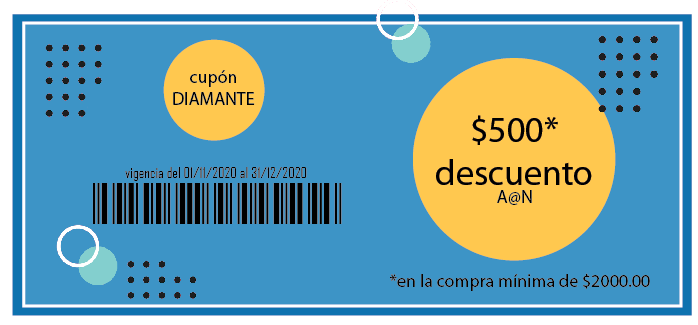 cupón
DIAMANTE
vigencia del 01/11/2020 al 31/12/2020
$500*
descuento
A@N
*en la compra mínima de $2000.00